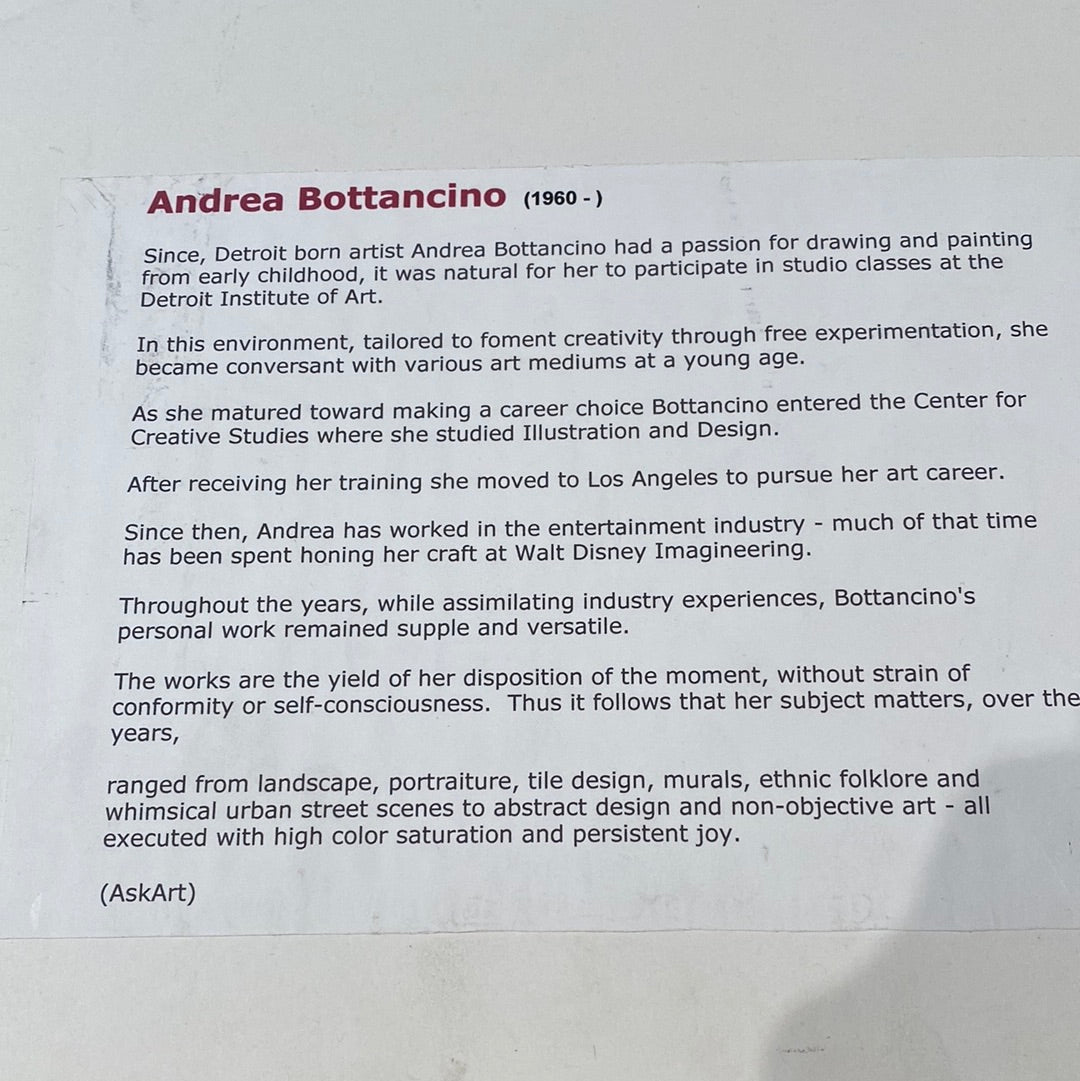 Andrea Bottancino (1960 - )
Since, Detroit born artist Andrea Bottancino had a passion for drawing and painting
from early childhood, it was natural for her to participate in studio classes at the
Detroit Institute of Art.
In this environment, tailored to foment creativity through free experimentation, she
became conversant with various art mediums at a young age.
As she matured toward making a career choice Bottancino entered the Center for
Creative Studies where she studied Illustration and Design.
After receiving her training she moved to Los Angeles to pursue her art career.
Since then, Andrea has worked in the entertainment industry - much of that time
has been spent honing her craft at Walt Disney Imagineering.
Throughout the years, while assimilating industry experiences, Bottancino's
personal work remained supple and versatile.
The works are the yield of her disposition of the moment, without strain of
conformity or self-consciousness.  Thus it follows that her subject matters, over the
years,
ranged from landscape, portraiture, tile design, murals, ethnic folklore and
whimsical urban street scenes to abstract design and non-objective art - all
executed with high color saturation and persistent joy.
(AskArt)